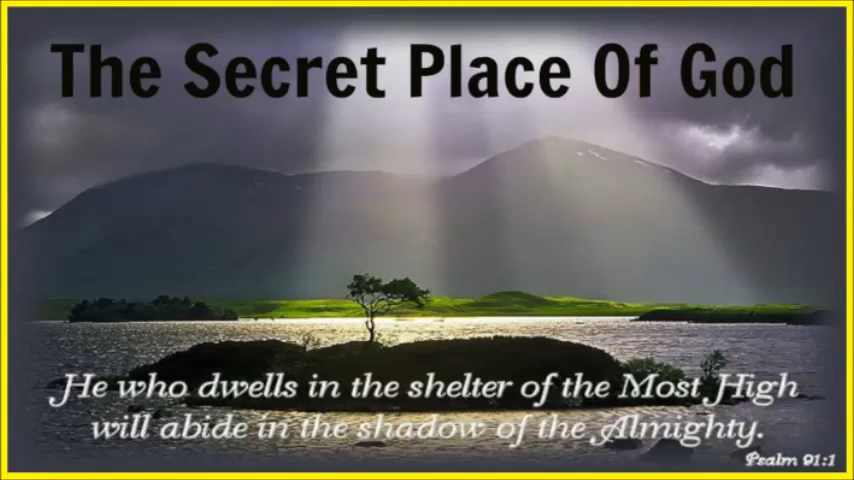 The Secret Place Of God
He who dwells in the shelter of the Most High
will abide in the shadow of the Almighty.
Psalm 91:1